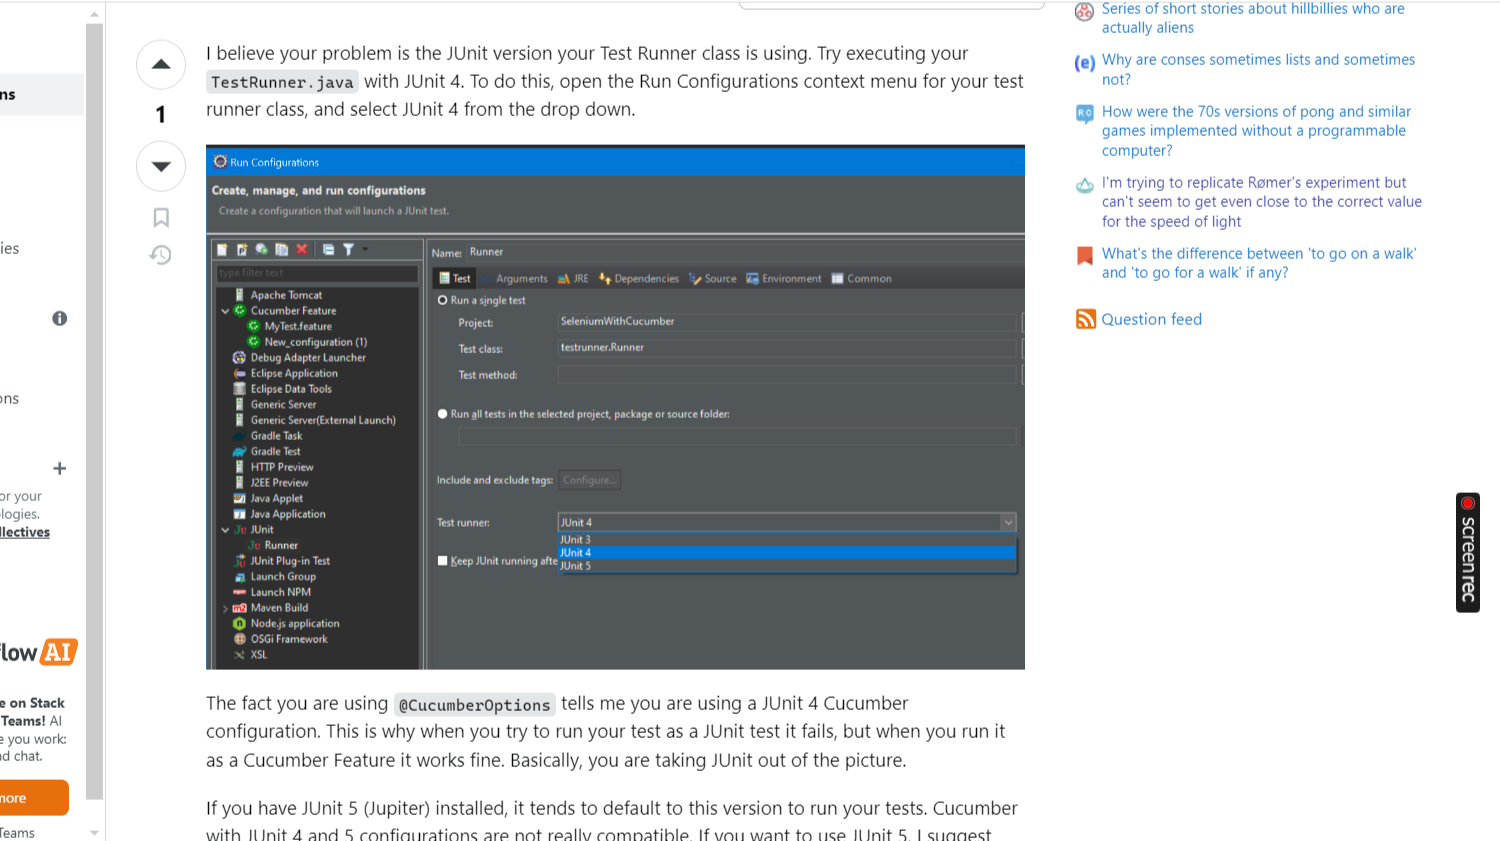 ns
ies
ons
or your
logies.
llectives
flow AI
e on Stack
Teams! AI
e you work:
nd chat.
more
Teams
1
I believe your problem is the JUnit version your Test Runner class is using. Try executing your
TestRunner.java with JUnit 4. To do this, open the Run Configurations context menu for your test
runner class, and select JUnit 4 from the drop down.
Run Configurations
Create, manage, and run configurations
Create a configuration that will launch a JUnit test.
type filter text
Apache Tomcat
Cucumber Feature
MyTest.feature
New_configuration (1)
Debug Adapter Launcher
Eclipse Application
Eclipse Data Tools
Generic Server
Generic Server(External Launch)
Gradle Task
Gradle Test
HTTP Preview
J2EE Preview
Java Applet
Java Application
JUnit
Runner
JUnit Plug-in Test
Launch Group
Launch NPM
Maven Build
Node.js application
OSGi Framework
XSL
Name: Runner
Test Arguments JRE Dependencies Source Environment Common
Run a single test
Project: SeleniumWithCucumber
Test class: testrunner.Runner
Test method:
Run all tests in the selected project, package or source folder:
Include and exclude tags: Configure...
Test runner: JUnit 4
JUnit 3
JUnit 4
JUnit 5
Keep JUnit running afte
The fact you are using @CucumberOptions tells me you are using a JUnit 4 Cucumber
configuration. This is why when you try to run your test as a JUnit test it fails, but when you run it
as a Cucumber Feature it works fine. Basically, you are taking JUnit out of the picture.
If you have JUnit 5 (Jupiter) installed, it tends to default to this version to run your tests. Cucumber
with JUnit 4 and 5 configurations are not really compatible. If you want to use JUnit 5, I suggest
Series of short stories about hillbillies who are
actually aliens
(e) Why are conses sometimes lists and sometimes
not?
RC How were the 70s versions of pong and similar
games implemented without a programmable
computer?
I'm trying to replicate Rømer's experiment but
can't seem to get even close to the correct value
for the speed of light
What's the difference between 'to go on a walk'
and 'to go for a walk' if any?
Question feed
screenrec